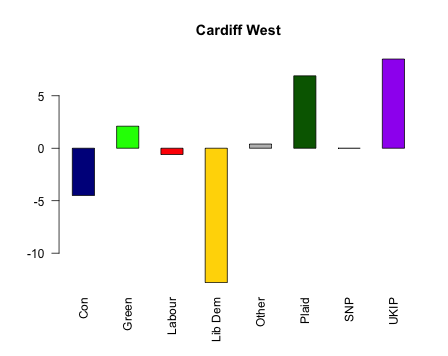 Cardiff West
5
0
-5
-10
Con
Green
Labour
Lib Dem
Other
Plaid
SNP
UKIP